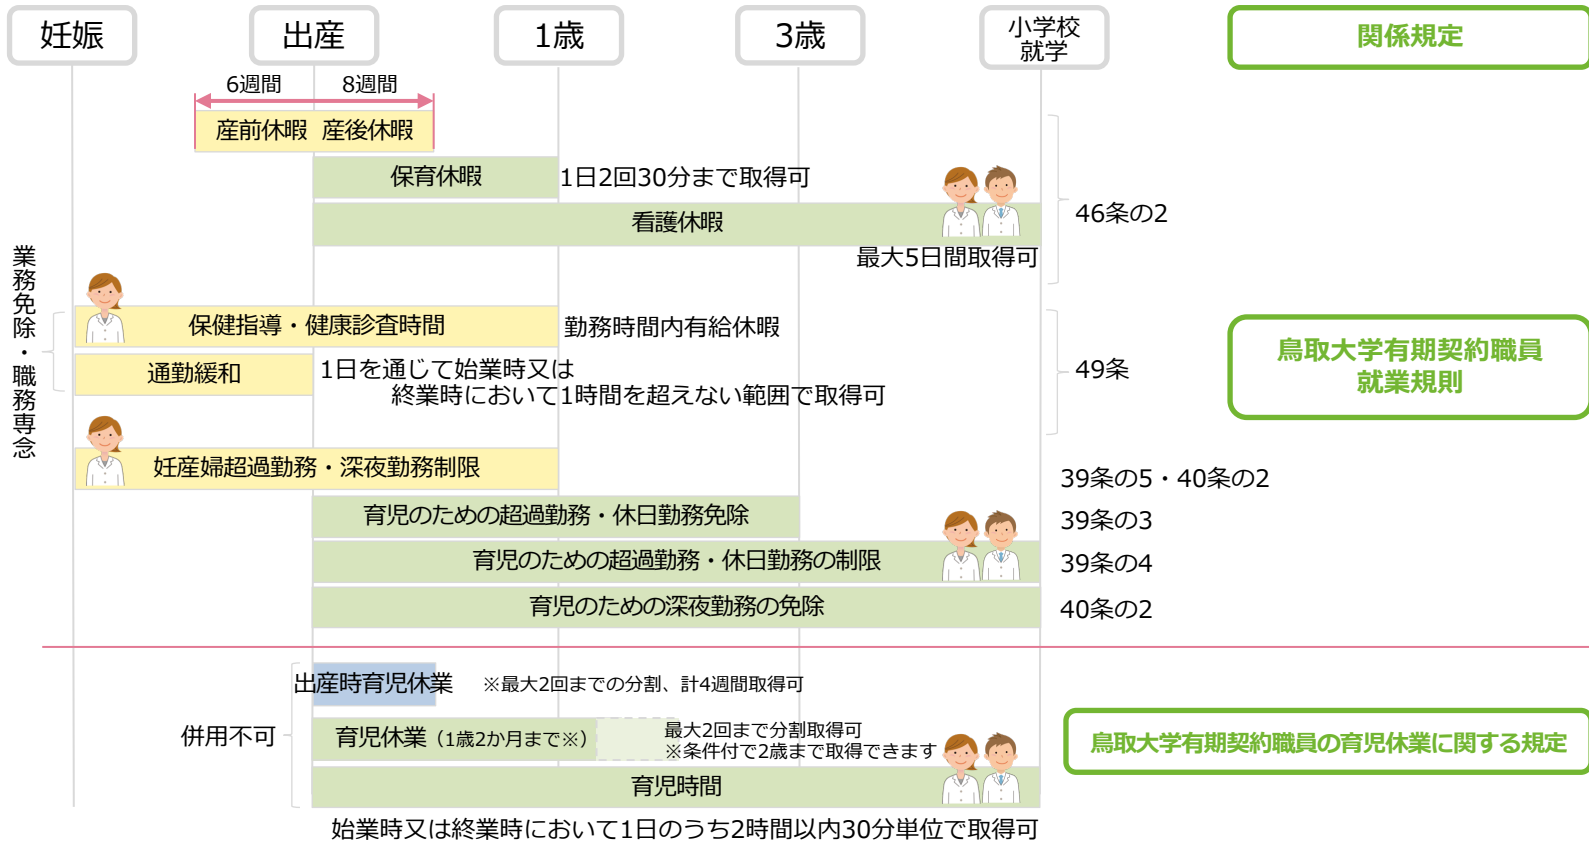 妊娠
出産
1歳
3歳
小学校
就学
関係規定
6週間
8週間
産前休暇
産後休暇
保育休暇
1日2回30分まで取得可
看護休暇
最大5日間取得可
46条の2
業務免除・職務専念
保健指導・健康診査時間
勤務時間内有給休暇
通勤緩和
1日を通じて始業時又は
終業時において1時間を超えない範囲で取得可
49条
鳥取大学有期契約職員
就業規則
妊産婦超過勤務・深夜勤務制限
39条の5・40条の2
育児のための超過勤務・休日勤務免除
39条の3
育児のための超過勤務・休日勤務の制限
39条の4
育児のための深夜勤務の免除
40条の2
併用不可
出産時育児休業
※最大2回までの分割、計4週間取得可
育児休業（1歳2か月まで※）
最大2回まで分割取得可
※条件付で2歳まで取得できます
鳥取大学有期契約職員の育児休業に関する規定
育児時間
始業時又は終業時において1日のうち2時間以内30分単位で取得可